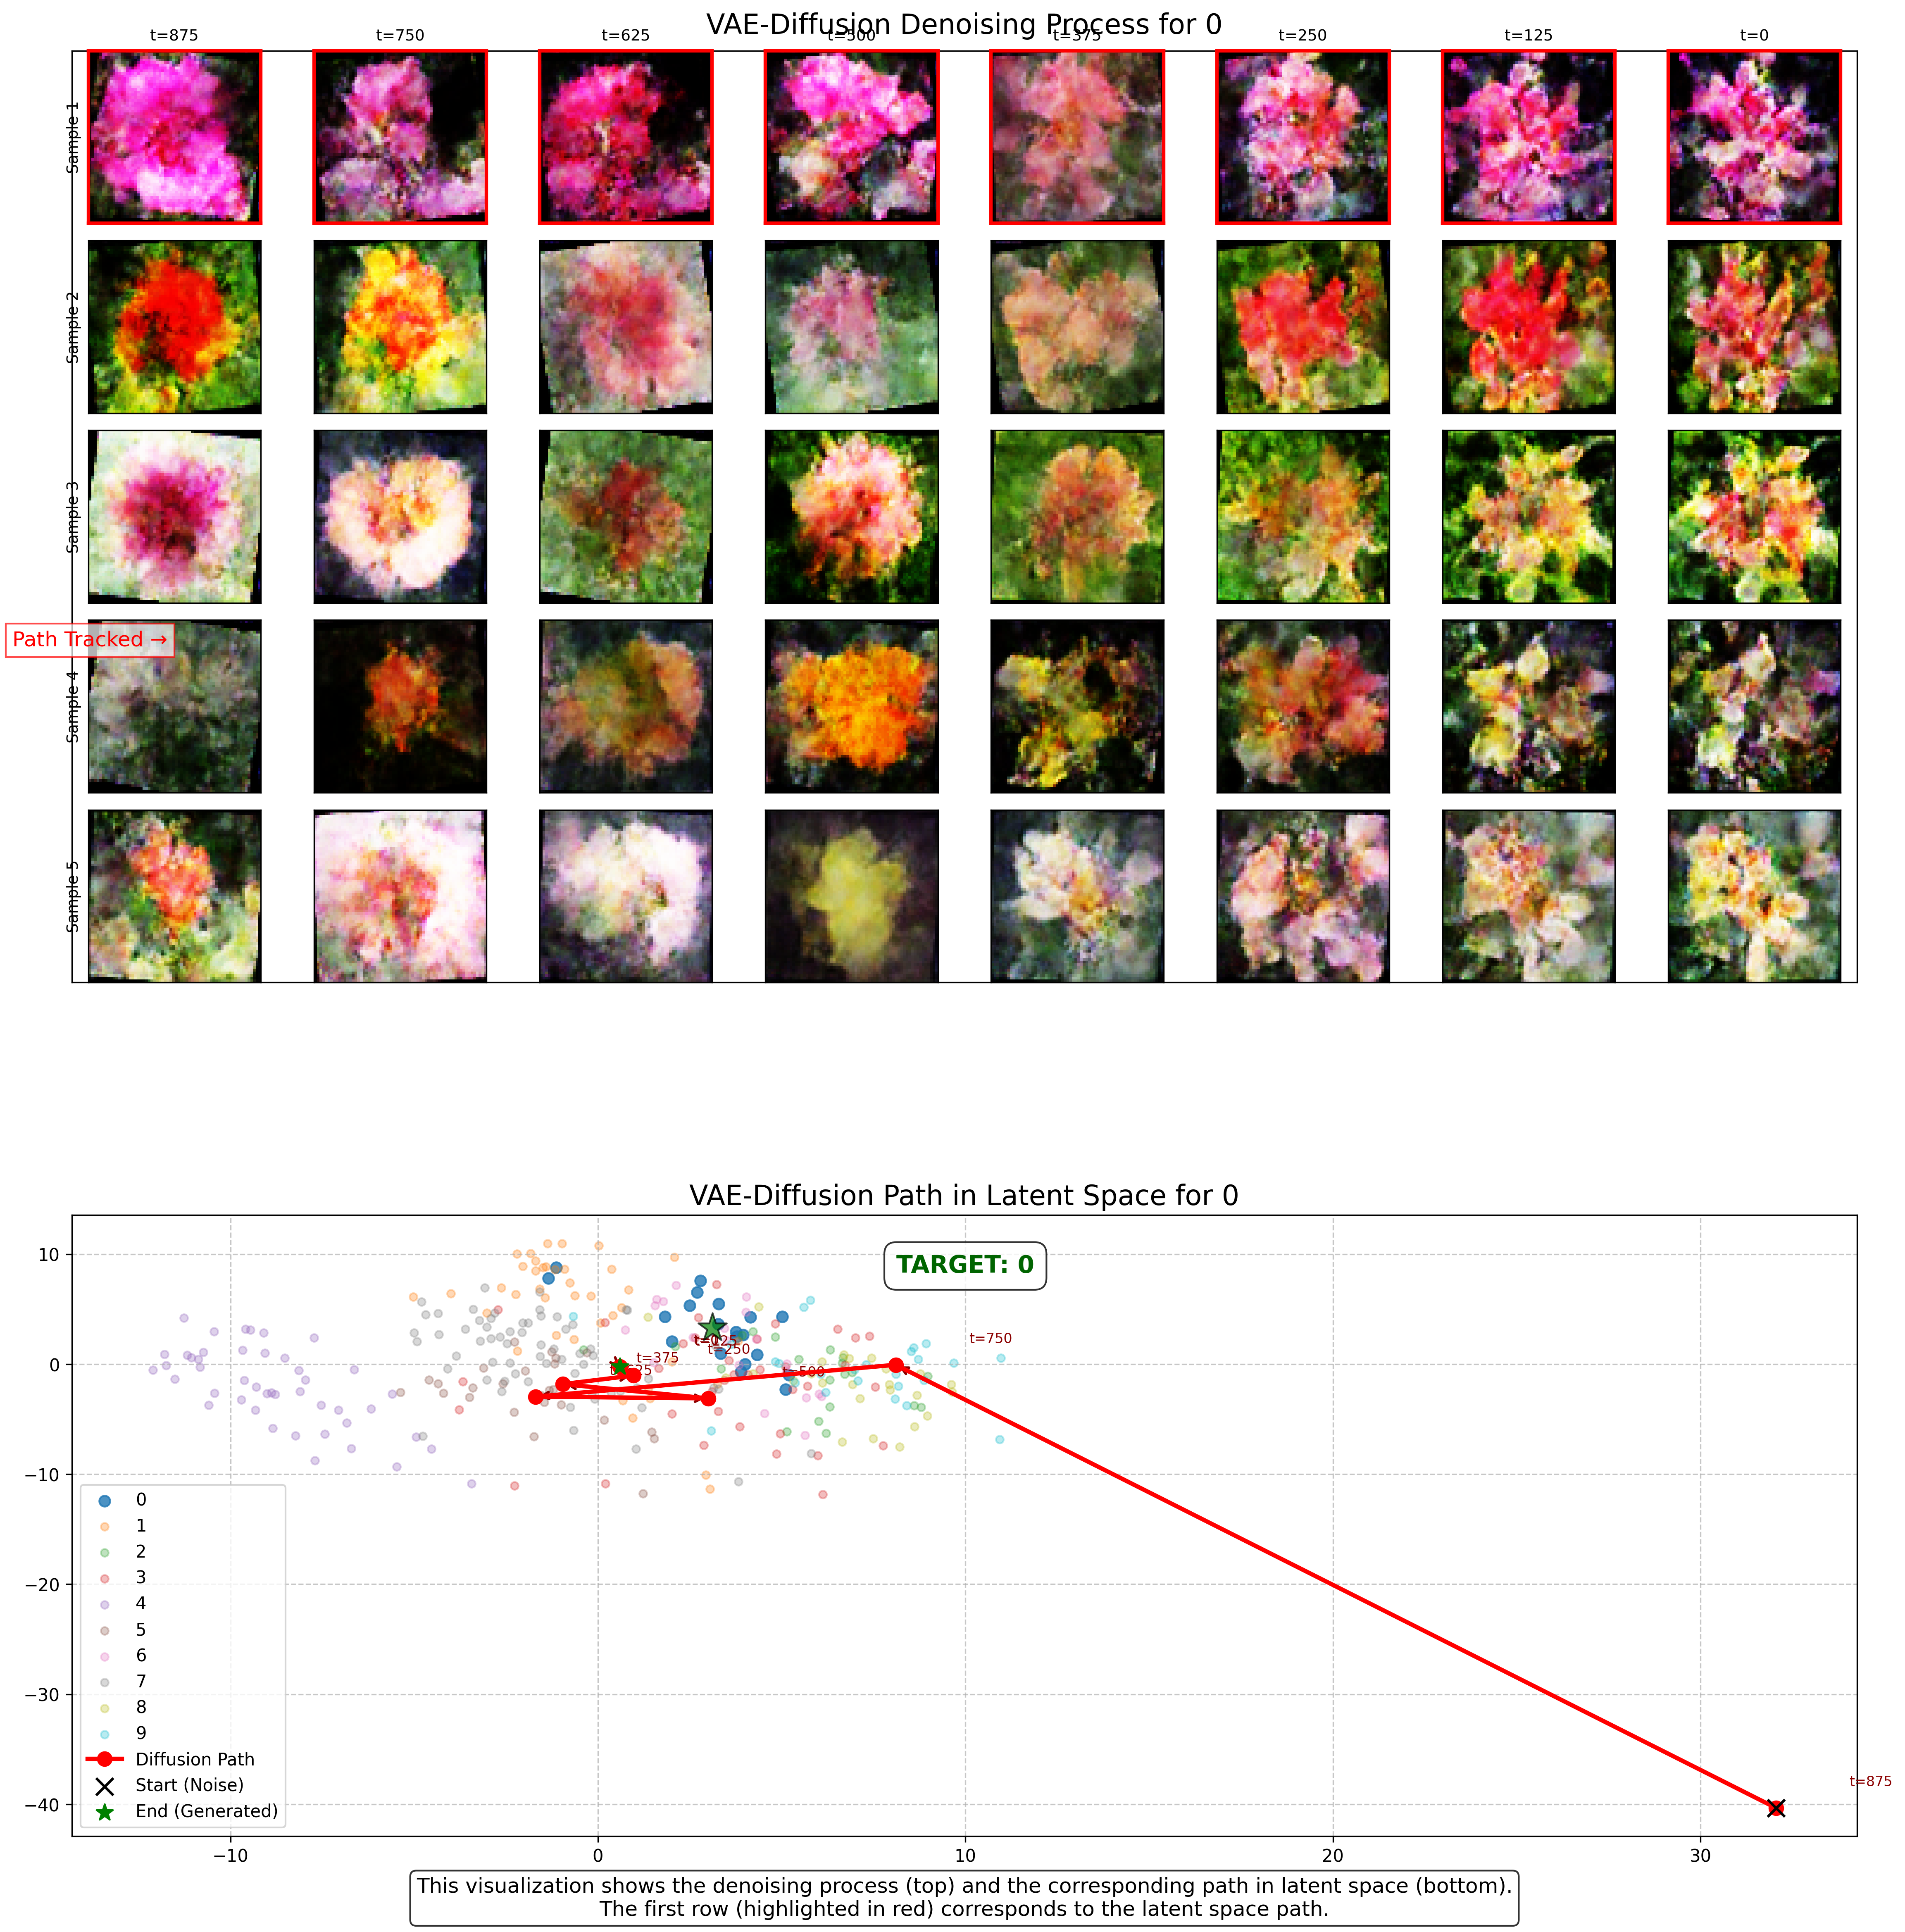 VAE-Diffusion Denoising Process for 0
t=875
t=750
t=625
t=500
t=375
t=250
t=125
t=0
Sample 1
Sample 2
Sample 3
Path Tracked →
Sample 4
Sample 5
VAE-Diffusion Path in Latent Space for 0
10
0
−10
−20
−30
−40
TARGET: 0
t=750
t=125
t=250
t=375
t=500
t=875
0
1
2
3
4
5
6
7
8
9
Diffusion Path
Start (Noise)
End (Generated)
−10
0
10
20
30
This visualization shows the denoising process (top) and the corresponding path in latent space (bottom).
The first row (highlighted in red) corresponds to the latent space path.